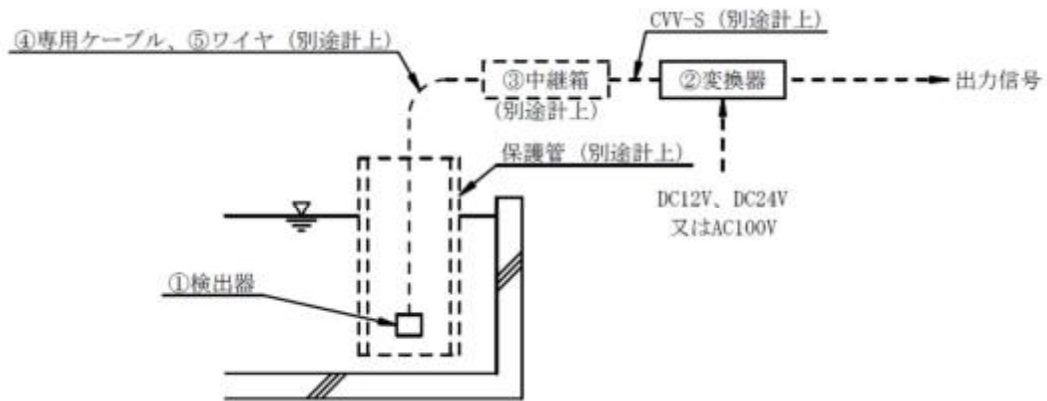 CVV-S (別途計上)
④専用ケーブル、⑤ワイヤ (別途計上)
③中継箱
(別途計上)
②変換器
出力信号
保護管 (別途計上)
DC12V、DC24V
又はAC100V
①検出器